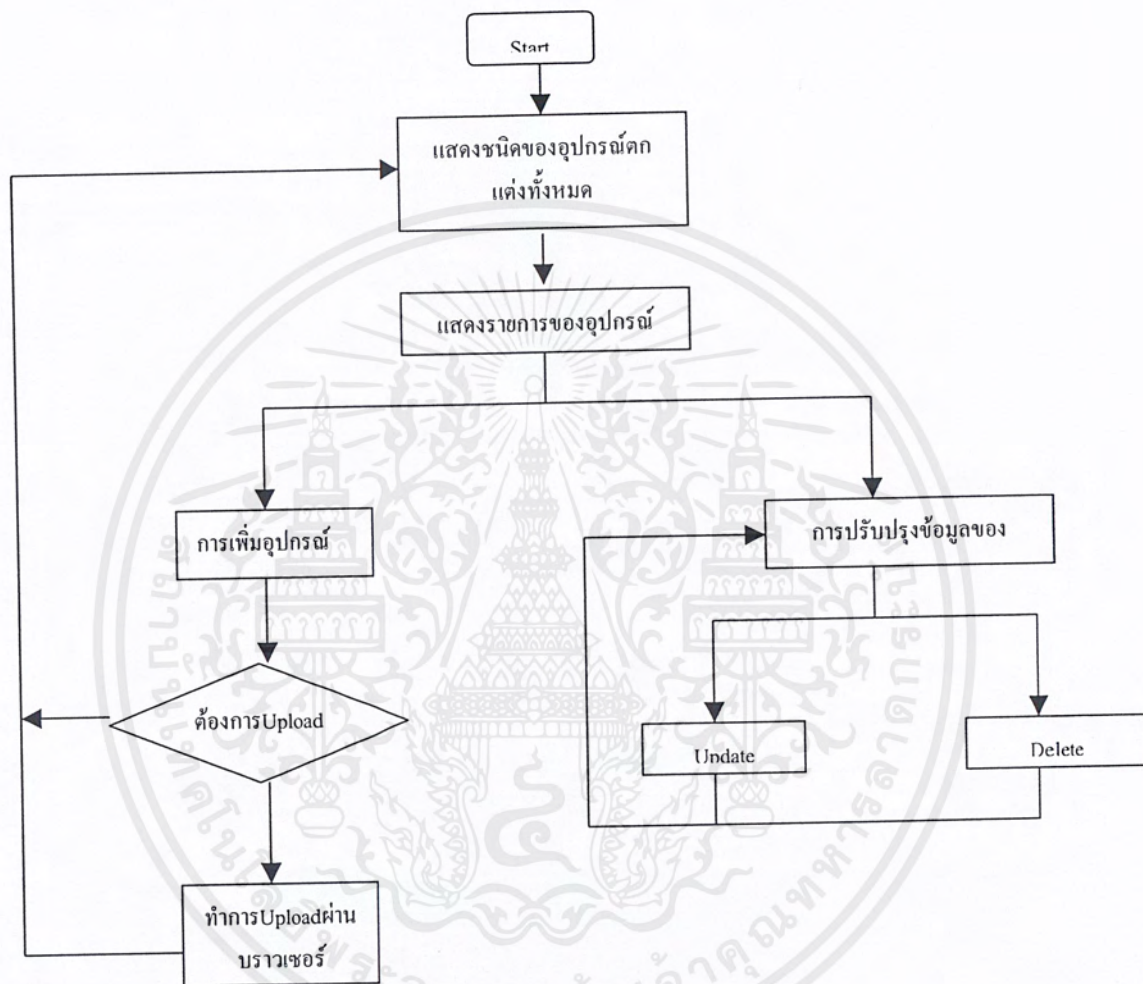 Start
แสดงชนิดของอุปกรณ์ตก
แต่งทั้งหมด
แสดงรายการของอุปกรณ์
การเพิ่มอุปกรณ์
การปรับปรุงข้อมูลของ
ต้องการUpload
Update
Delete
ทำการUploadผ่าน
บราวเซอร์